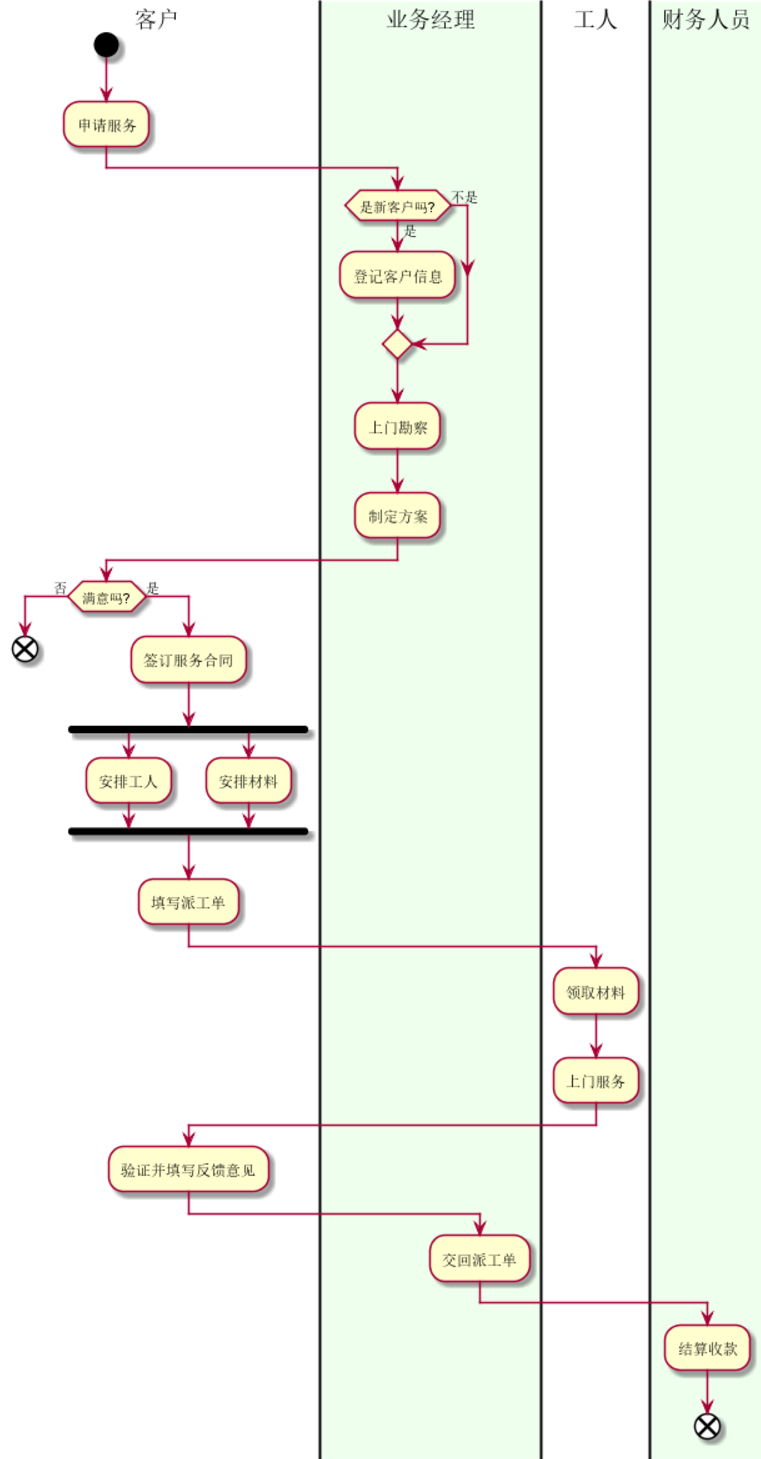 客户
业务经理
工人
财务人员
申请服务
是新客户吗?
不是
是
登记客户信息
上门勘察
制定方案
否
满意吗?
是
签订服务合同
安排工人
安排材料
填写派工单
领取材料
上门服务
验证并填写反馈意见
交回派工单
结算收款